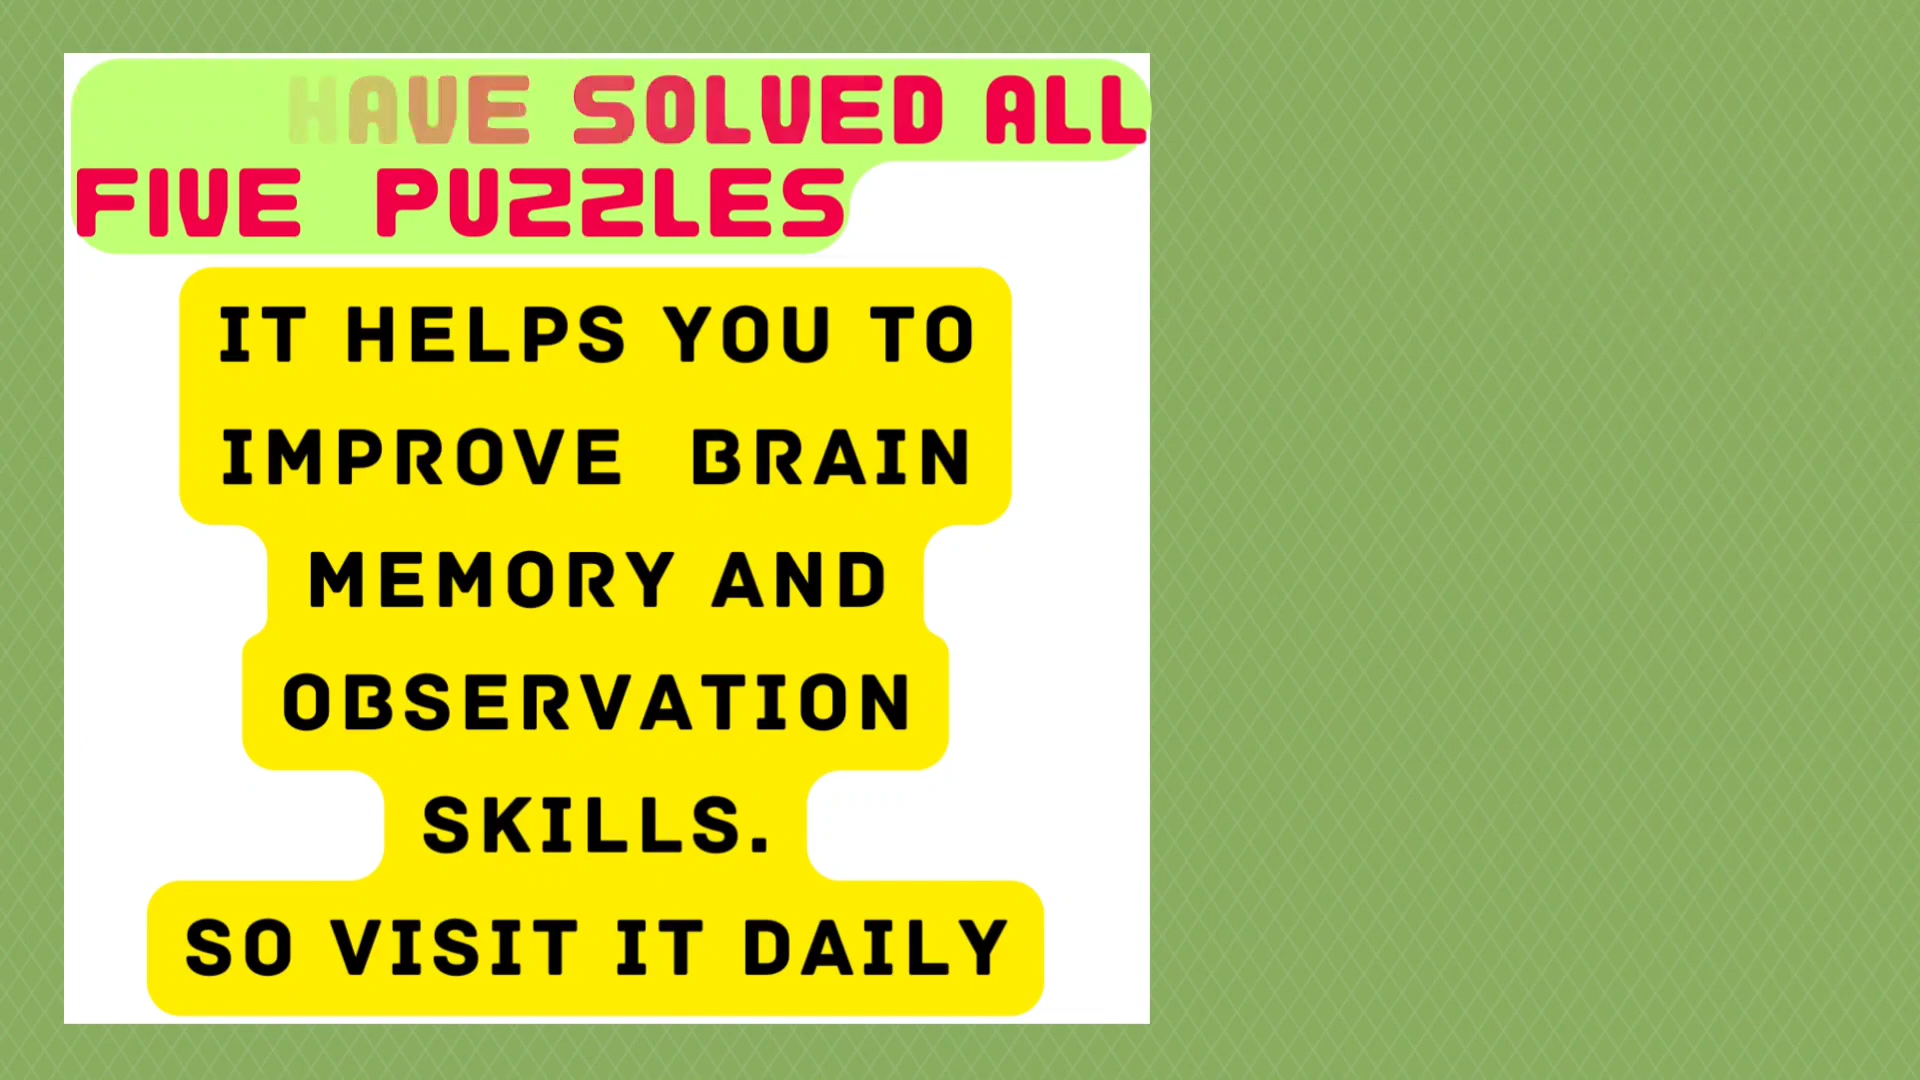 HAVE SOLVED ALL
FIVE PUZZLES
IT HELPS YOU TO
IMPROVE BRAIN
MEMORY AND
OBSERVATION
SKILLS.
SO VISIT IT DAILY